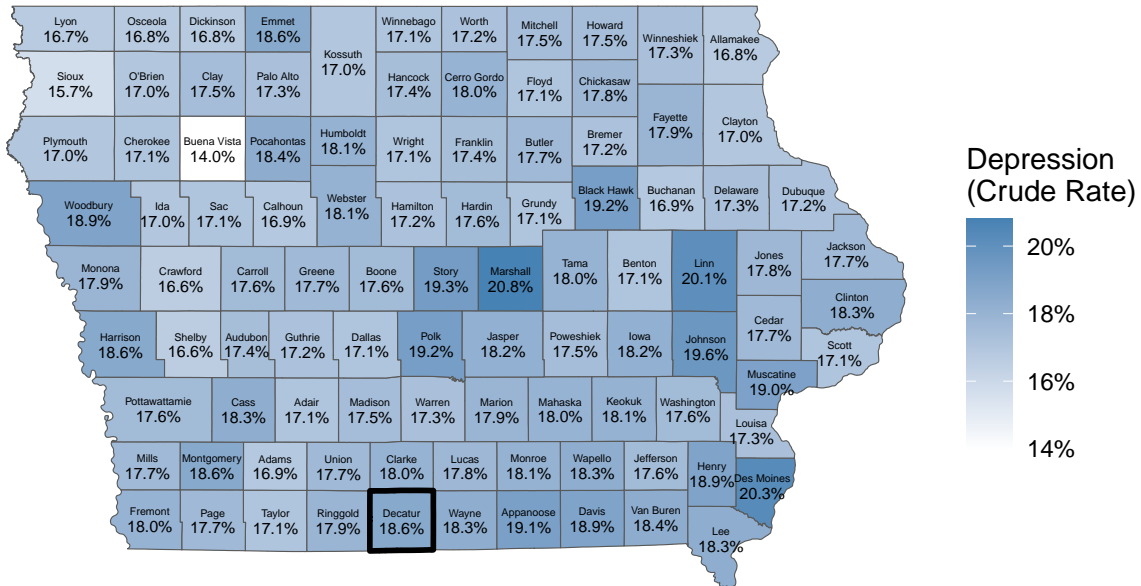 Lyon
16.7%
Osceola
16.8%
Dickinson
16.8%
Emmet
18.6%
Kossuth
17.0%
Winnebago
17.1%
Worth
17.2%
Mitchell
17.5%
Howard
17.5%
Winneshiek
17.3%
Allamakee
16.8%
Sioux
15.7%
O'Brien
17.0%
Clay
17.5%
Palo Alto
17.3%
Hancock
17.4%
Cerro Gordo
18.0%
Floyd
17.1%
Chickasaw
17.8%
Fayette
17.9%
Clayton
17.0%
Plymouth
17.0%
Cherokee
17.1%
Buena Vista
14.0%
Pocahontas
18.4%
Humboldt
18.1%
Wright
17.1%
Franklin
17.4%
Butler
17.7%
Bremer
17.2%
Woodbury
18.9%
Ida
17.0%
Sac
17.1%
Calhoun
16.9%
Webster
18.1%
Hamilton
17.2%
Hardin
17.6%
Grundy
17.1%
Black Hawk
19.2%
Buchanan
16.9%
Delaware
17.3%
Dubuque
17.2%
Monona
17.9%
Crawford
16.6%
Carroll
17.6%
Greene
17.7%
Boone
17.6%
Story
19.3%
Marshall
20.8%
Tama
18.0%
Benton
17.1%
Linn
20.1%
Jones
17.8%
Jackson
17.7%
Clinton
18.3%
Harrison
18.6%
Shelby
16.6%
Audubon
17.4%
Guthrie
17.2%
Dallas
17.1%
Polk
19.2%
Jasper
18.2%
Poweshiek
17.5%
Iowa
18.2%
Johnson
19.6%
Cedar
17.7%
Scott
17.1%
Muscatine
19.0%
Pottawattamie
17.6%
Cass
18.3%
Adair
17.1%
Madison
17.5%
Warren
17.3%
Marion
17.9%
Mahaska
18.0%
Keokuk
18.1%
Washington
17.6%
Louisa
17.3%
Mills
17.7%
Montgomery
18.6%
Adams
16.9%
Union
17.7%
Clarke
18.0%
Lucas
17.8%
Monroe
18.1%
Wapello
18.3%
Jefferson
17.6%
Henry
18.9%
Des Moines
20.3%
Fremont
18.0%
Page
17.7%
Taylor
17.1%
Ringgold
17.9%
Decatur
18.6%
Wayne
18.3%
Appanoose
19.1%
Davis
18.9%
Van Buren
18.4%
Lee
18.3%
Depression
(Crude Rate)
20%
18%
16%
14%